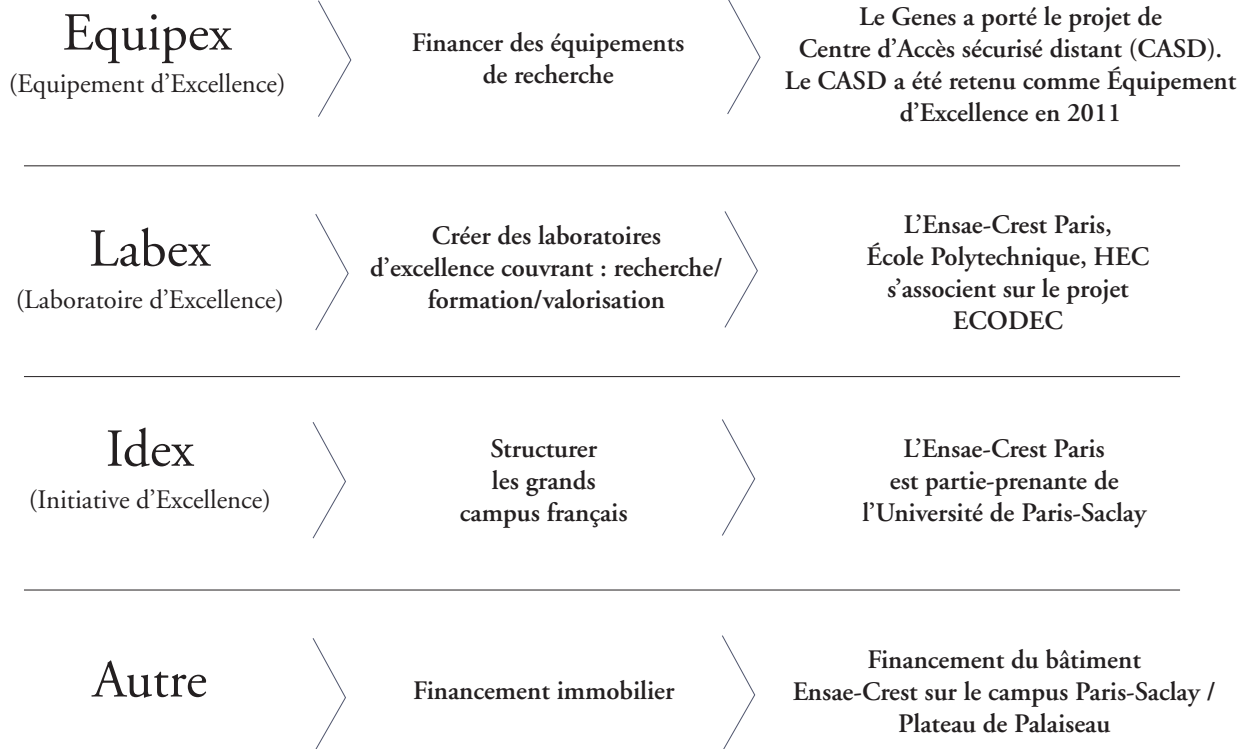 Equipex
(Equipement d'Excellence)
Financer des équipements
de recherche
Le Genes a porté le projet de
Centre d'Accès sécurisé distant (CASD).
Le CASD a été retenu comme Équipement
d'Excellence en 2011
Labex
(Laboratoire d'Excellence)
Créer des laboratoires
d'excellence couvrant : recherche/
formation/valorisation
L'Ensae-Crest Paris,
École Polytechnique, HEC
s'associent sur le projet
ECODEC
Idex
(Initiative d'Excellence)
Structurer
les grands
campus français
L'Ensae-Crest Paris
est partie-prenante de
l'Université de Paris-Saclay
Autre
Financement immobilier
Financement du bâtiment
Ensae-Crest sur le campus Paris-Saclay /
Plateau de Palaiseau